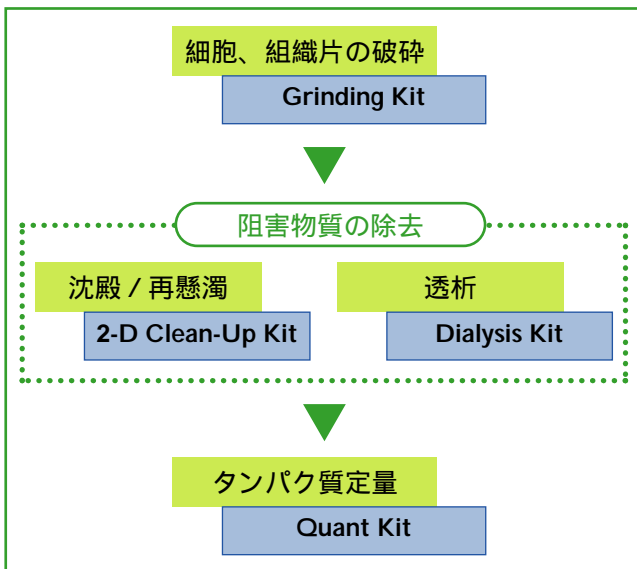 細胞、組織片の破砕
Grinding Kit
阻害物質の除去
沈殿 / 再懸濁
2-D Clean-Up Kit
透析
Dialysis Kit
タンパク質定量
Quant Kit